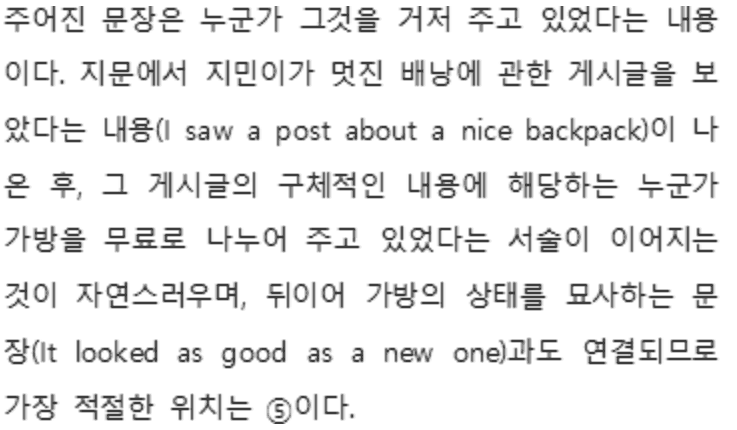 주어진 문장은 누군가 그것을 거저 주고 있었다는 내용
이다. 지문에서 지민이가 멋진 배낭에 관한 게시글을 보
았다는 내용(I saw a post about a nice backpack)이 나
온 후, 그 게시글의 구체적인 내용에 해당하는 누군가
가방을 무료로 나누어 주고 있었다는 서술이 이어지는
것이 자연스러우며, 뒤이어 가방의 상태를 묘사하는 문
장(It looked as good as a new one)과도 연결되므로
가장 적절한 위치는 ⑤이다.